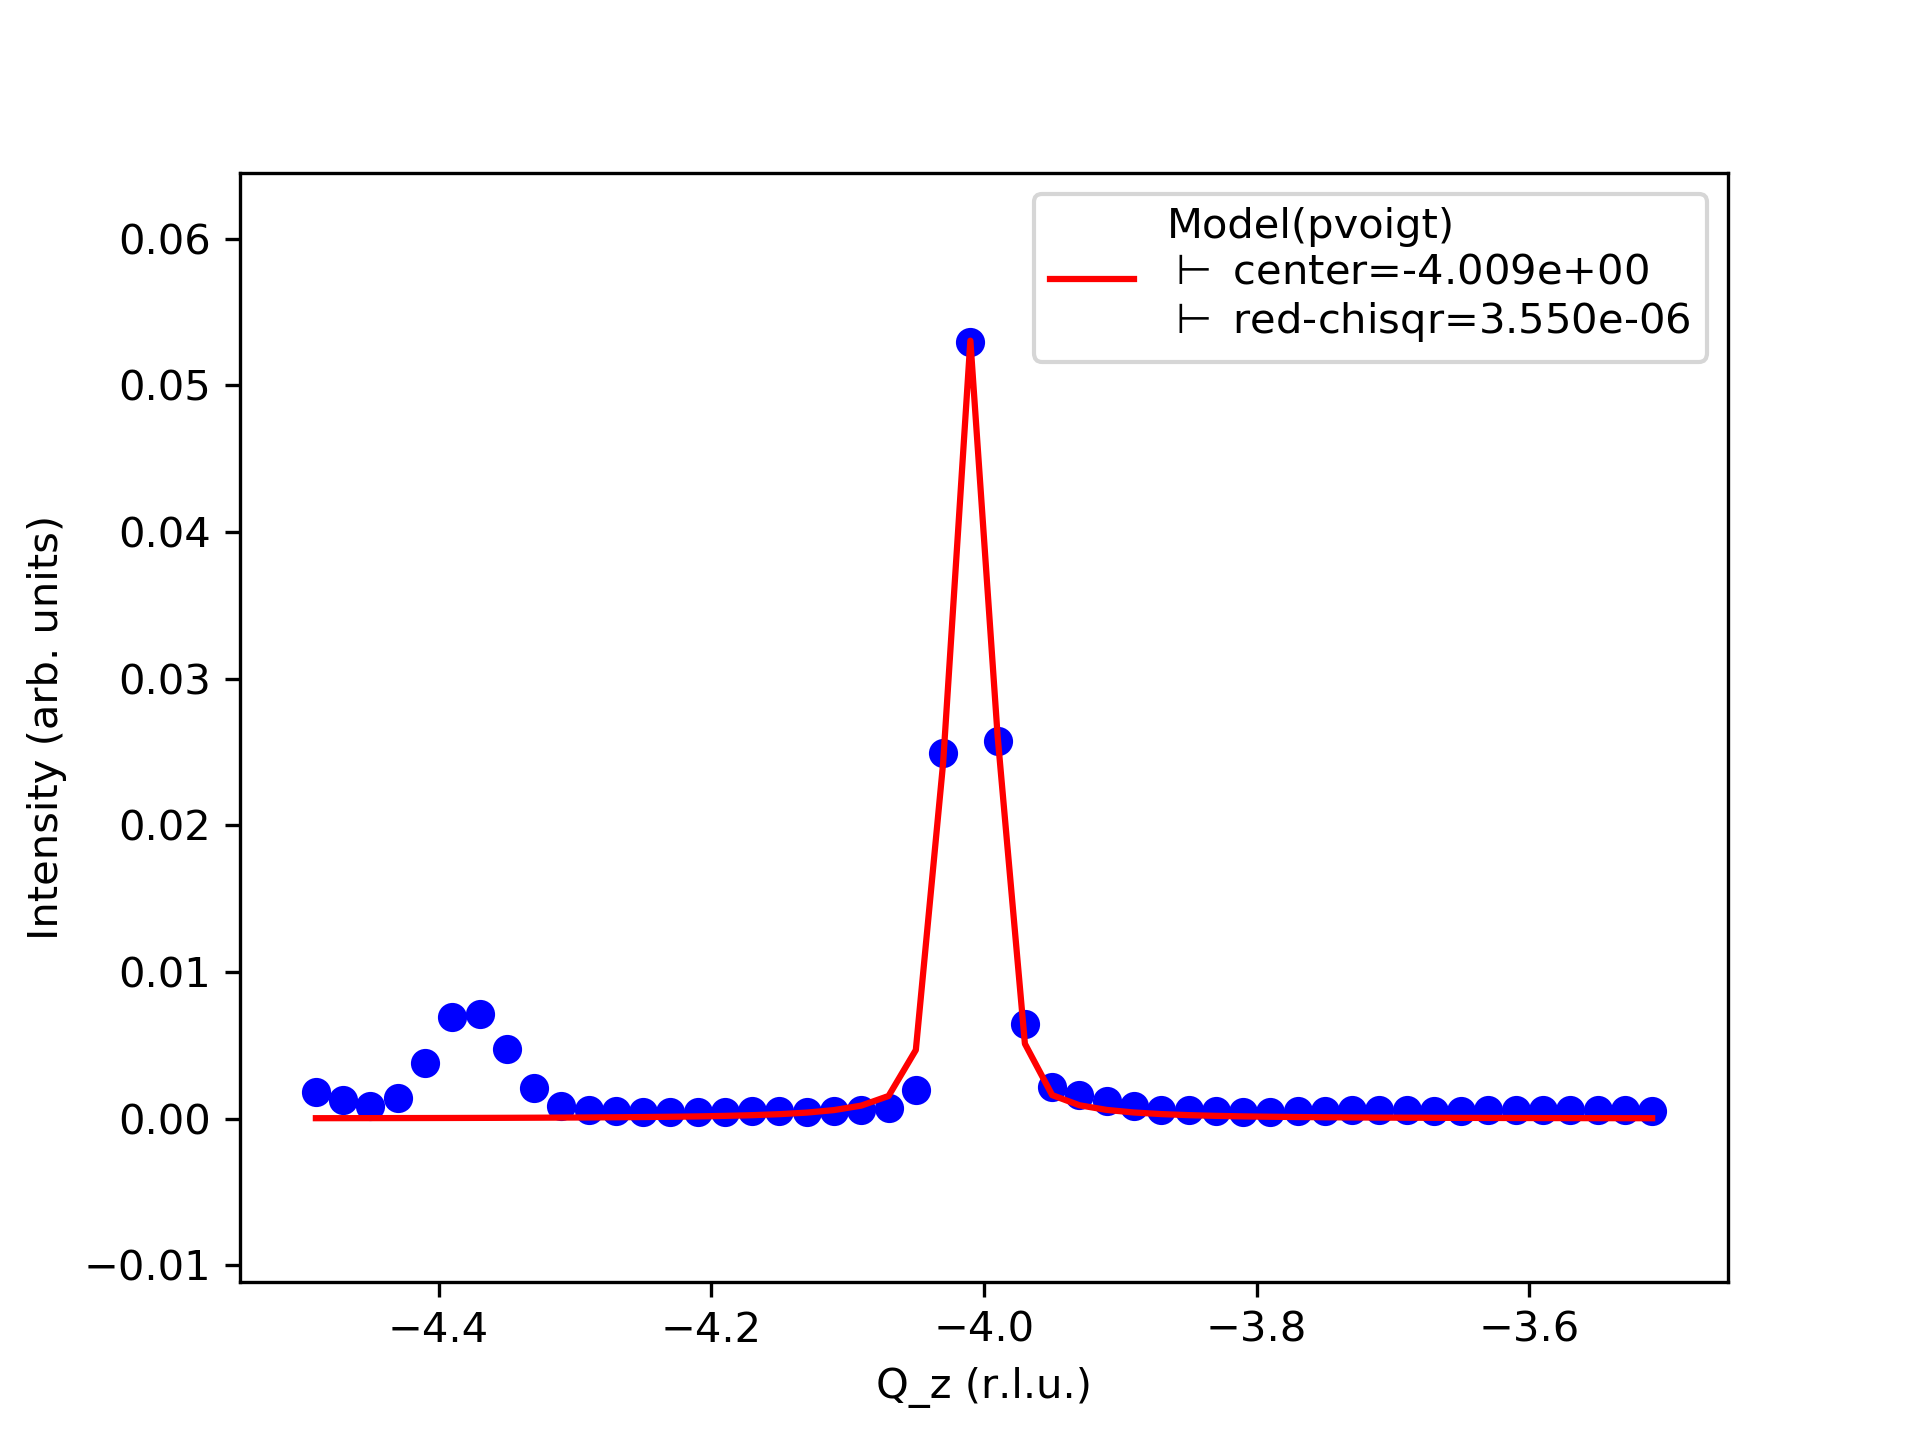 Model(pvoigt)
⊢ center=-4.009e+00
⊢ red-chisqr=3.550e-06
0.06
0.05
0.04
0.03
0.02
0.01
0.00
−0.01
Intensity (arb. units)
−4.4 −4.2 −4.0 −3.8 −3.6
Q_z (r.l.u.)